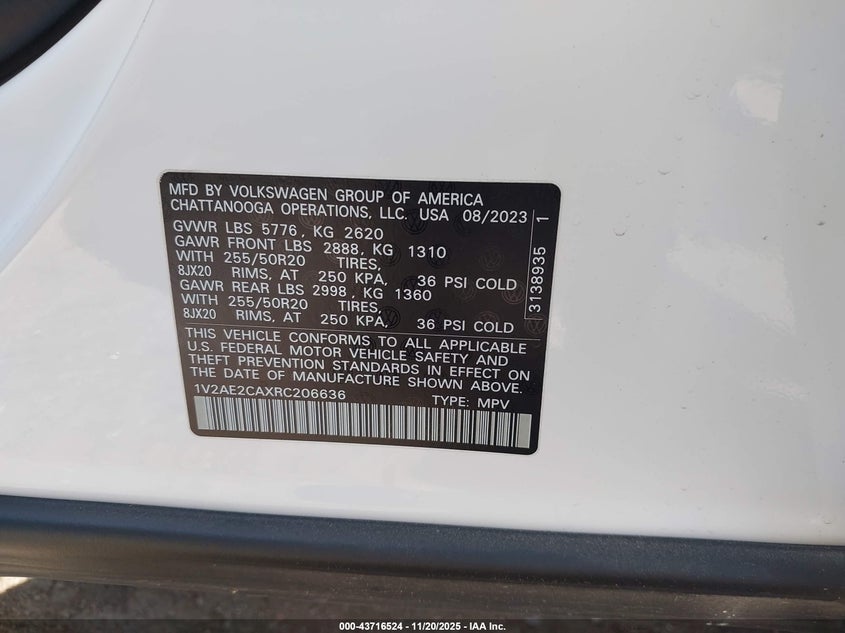 MFD BY VOLKSWAGEN GROUP OF AMERICA
CHATTANOOGA OPERATIONS, LLC. USA 08/2023
GVWR LBS 5776, KG 2620
GAWR FRONT LBS 2888, KG 1310
WITH 255/50R20 TIRES,
8JX20 RIMS, AT 250 KPA, 36 PSI COLD
GAWR REAR LBS 2998, KG 1360
WITH 255/50R20 TIRES,
8JX20 RIMS, AT 250 KPA, 36 PSI COLD
THIS VEHICLE CONFORMS TO ALL APPLICABLE
U.S. FEDERAL MOTOR VEHICLE SAFETY AND
THEFT PREVENTION STANDARDS IN EFFECT ON
THE DATE OF MANUFACTURE SHOWN ABOVE.
1V2AE2CAXRC206636 TYPE: MPV
3138935 1
000-43716524 | 11/20/2025 - IAA Inc.